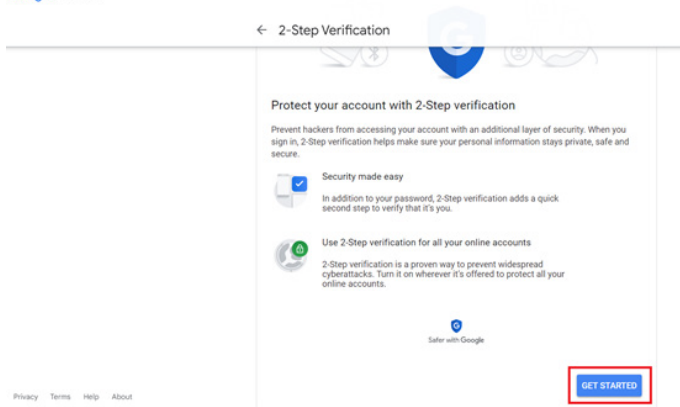 ← 2-Step Verification
Protect your account with 2-Step verification
Prevent hackers from accessing your account with an additional layer of security. When you
sign in, 2-Step verification helps make sure your personal information stays private, safe and
secure.
Security made easy
In addition to your password, 2-Step verification adds a quick
second step to verify that it's you.
Use 2-Step verification for all your online accounts
2-Step verification is a proven way to prevent widespread
cyberattacks. Turn it on wherever it's offered to protect all your
online accounts.
Safer with Google
GET STARTED
Privacy Terms Help About